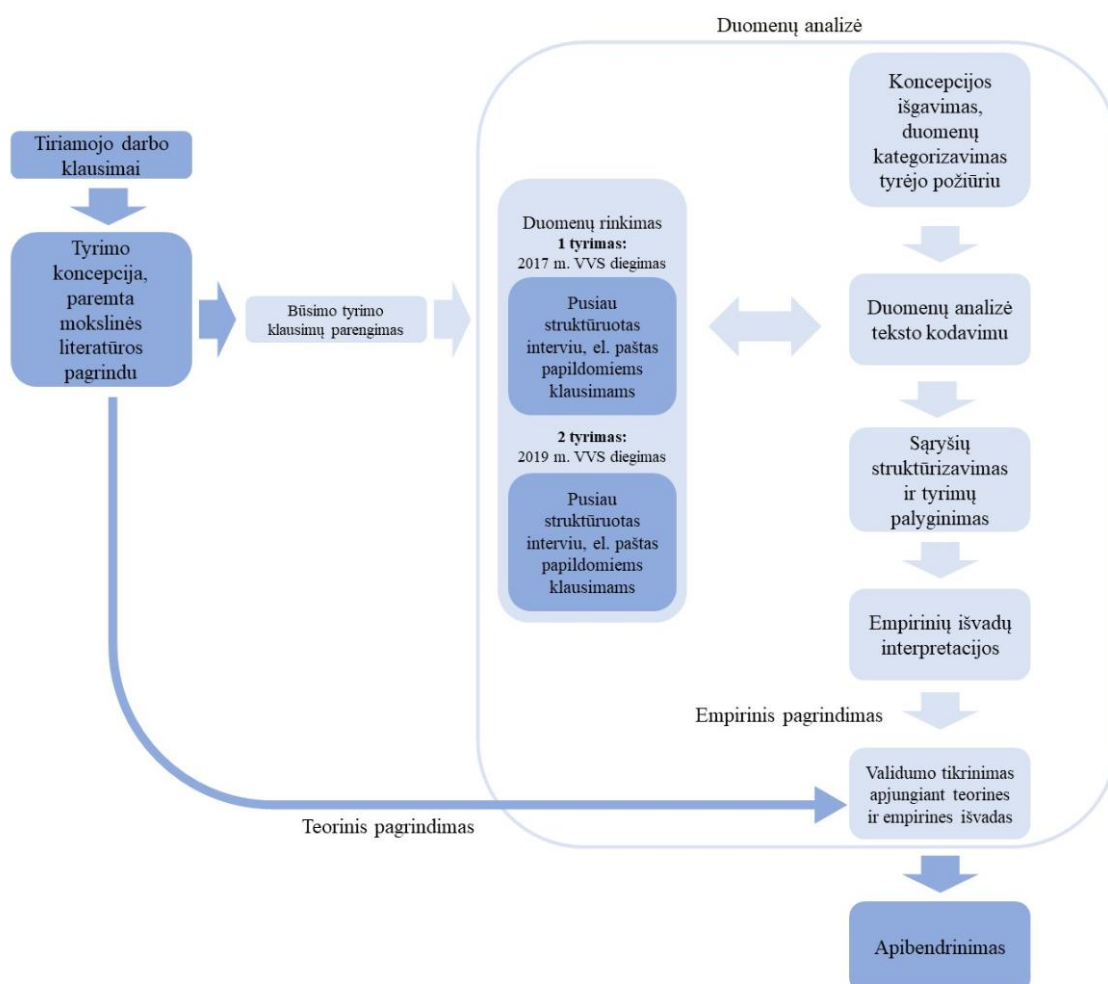 Duomenų analizė
Tiriamojo darbo
klausimai
Tyrimo
koncepcija,
paremta
mokslinės
literatūros
pagrindu
Būsimo tyrimo
klausimų parengimas
Duomenų rinkimas
1 tyrimas:
2017 m. VVS diegimas
Pusiau
struktūruotas
interviu, el. paštas
papildomiems
klausimams
2 tyrimas:
2019 m. VVS diegimas
Pusiau
struktūruotas
interviu, el. paštas
papildomiems
klausimams
Koncepcijos
išgavimas,
duomenų
kategorizavimas
tyrėjo požiūriu
Duomenų analizė
teksto kodavimu
Sąryšių
struktūrizavimas
ir tyrimų
palyginimas
Empirinių išvadų
interpretacijos
Empirinis pagrindimas
Validumo tikrinimas
apjungiant teorines
ir empirines išvadas
Teorinis pagrindimas
Apibendrinimas